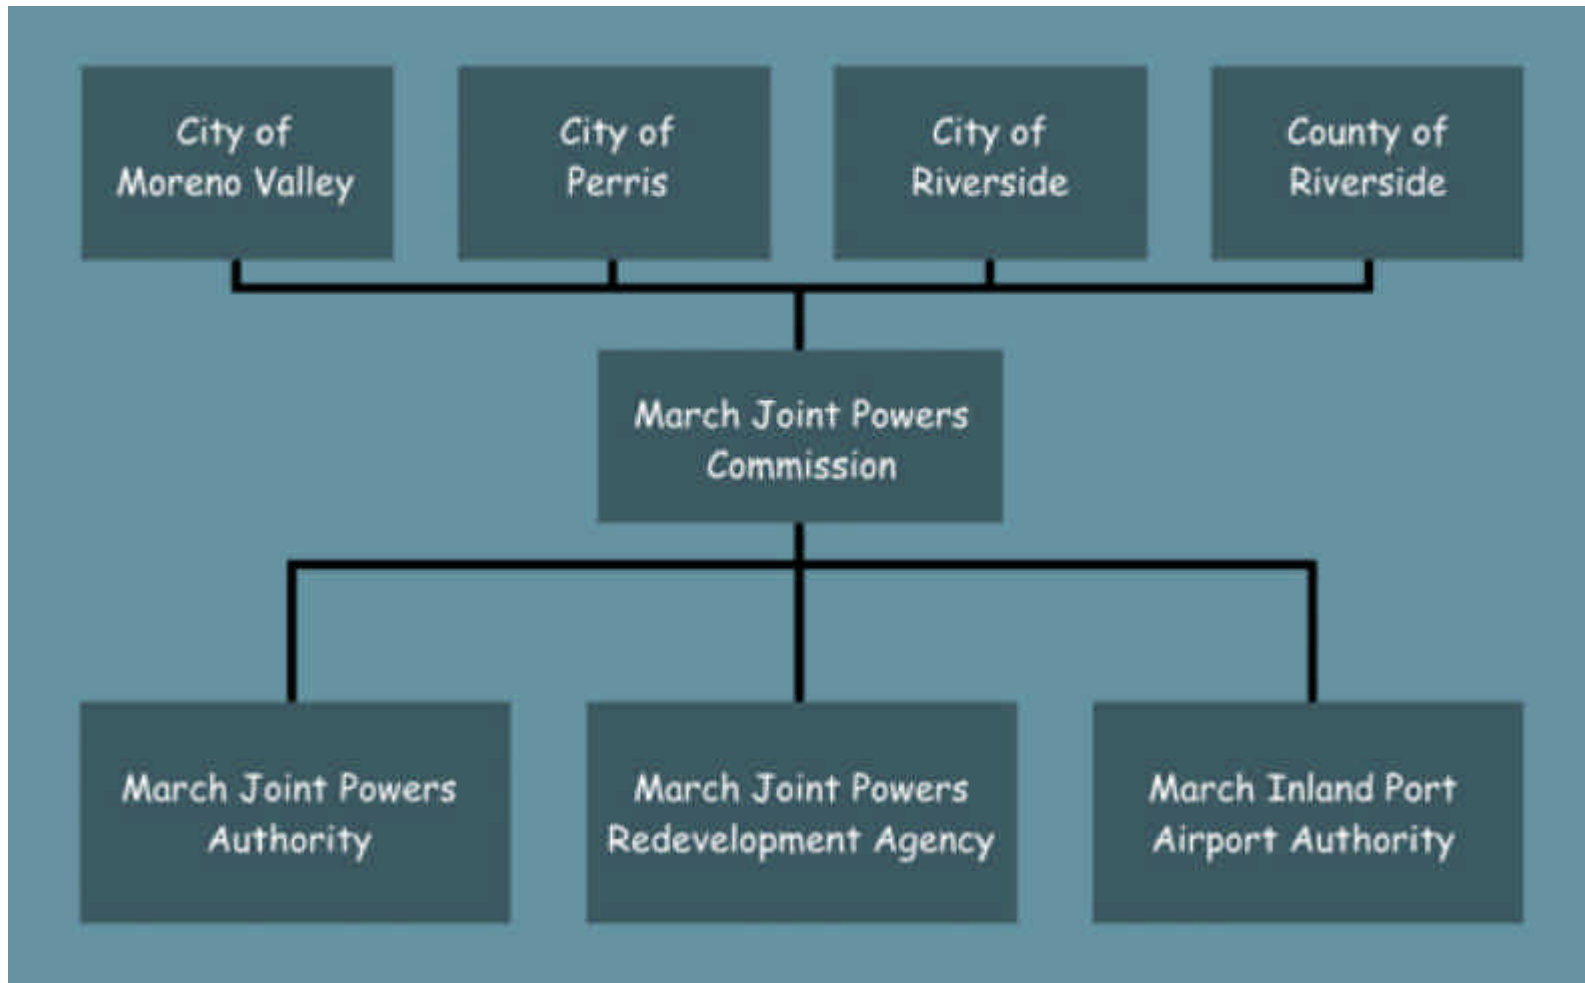 City of
Moreno Valley
City of
Perris
City of
Riverside
County of
Riverside
March Joint Powers
Commission
March Joint Powers
Authority
March Joint Powers
Redevelopment Agency
March Inland Port
Airport Authority